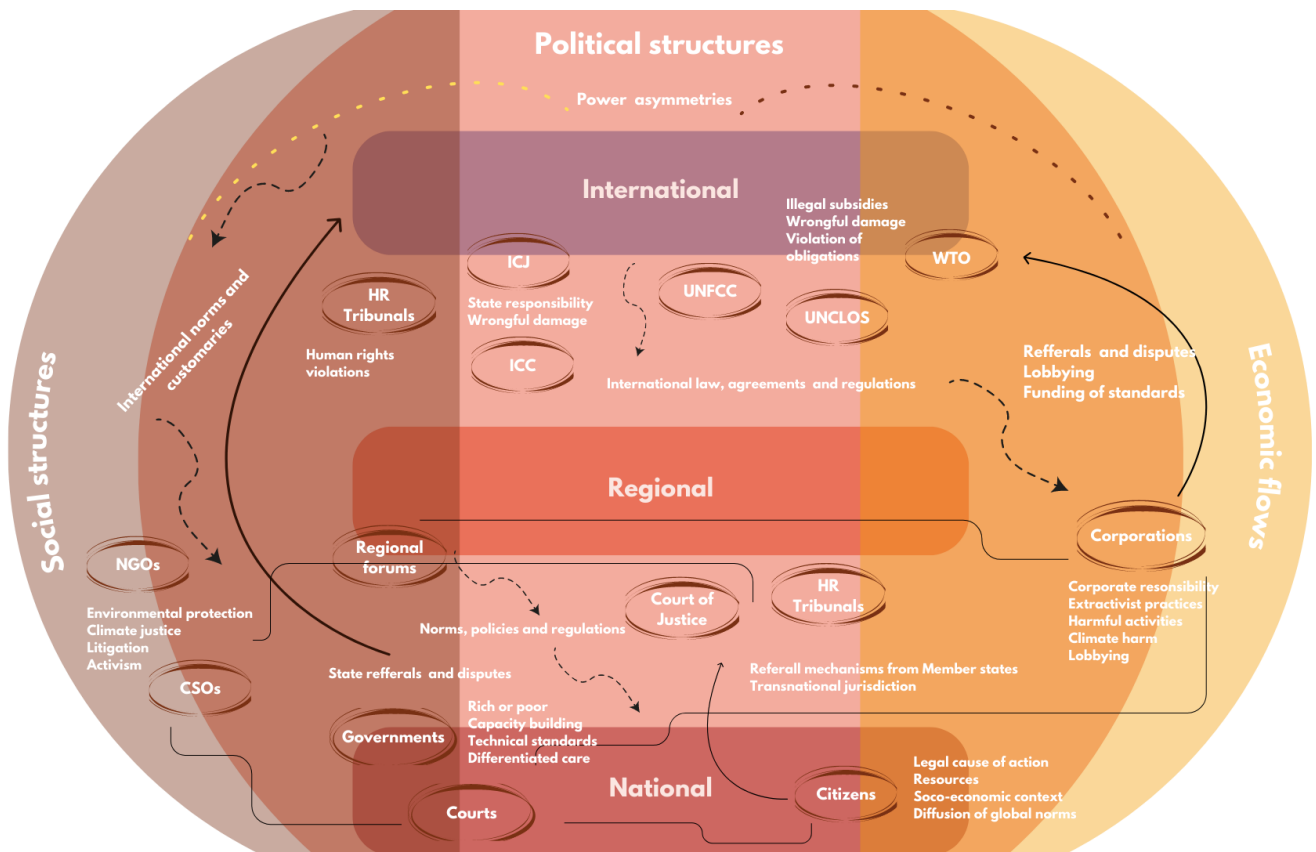 Political structures
Power asymmetries
International
Illegal subsidies
Wrongful damage
Violation of
obligations
WTO
ICJ
HR
Tribunals
State responsibility
Wrongful damage
UNFCC
UNCLOS
Human rights
violations
ICC
International law, agreements and regulations
International norms and
customaries
Refferals and disputes
Lobbying
Funding of standards
Social structures
Economic flows
Regional
Regional
forums
Corporations
NGOs
Environmental protection
Climate justice
Litigation
Activism
CSOs
Court of
Justice
HR
Tribunals
Corporate resonsibility
Extractivist practices
Harmful activities
Climate harm
Lobbying
Norms, policies and regulations
State refferals and disputes
Referall mechanisms from Member states
Transnational jurisdiction
Governments
Rich or poor
Capacity building
Technical standards
Differentiated care
National
Courts
Citizens
Legal cause of action
Resources
Soco-economic context
Diffusion of global norms